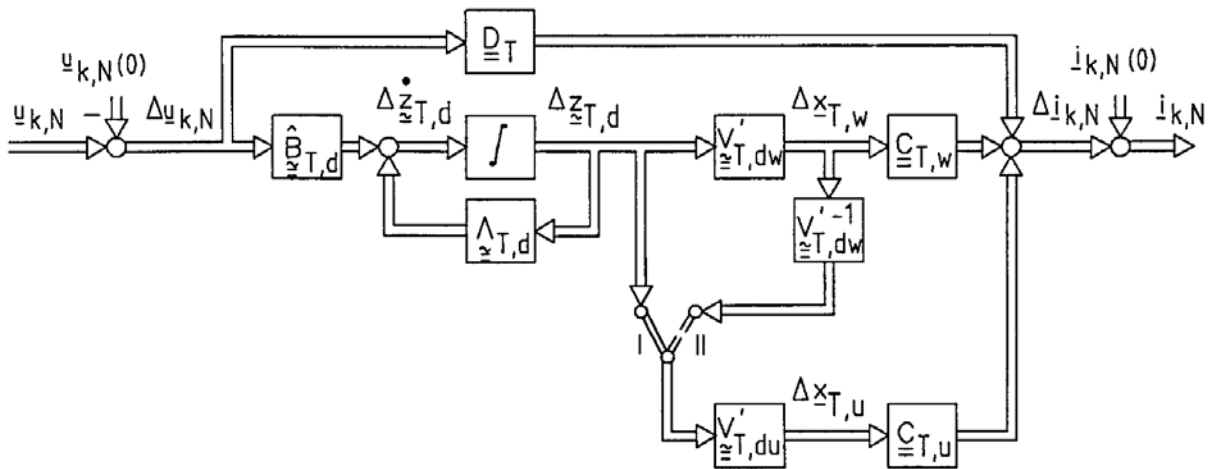 u_k,N
u_k,N(0)
−
Δu_k,N
D_T
B̂_T,d
Δż_T,d
∫
Δz_T,d
Λ_T,d
V'_T,dw
Δx_T,w
C_T,w
V'^-1_T,dw
I
II
V'_T,du
Δx_T,u
C_T,u
Δi_k,N
i_k,N(0)
i_k,N